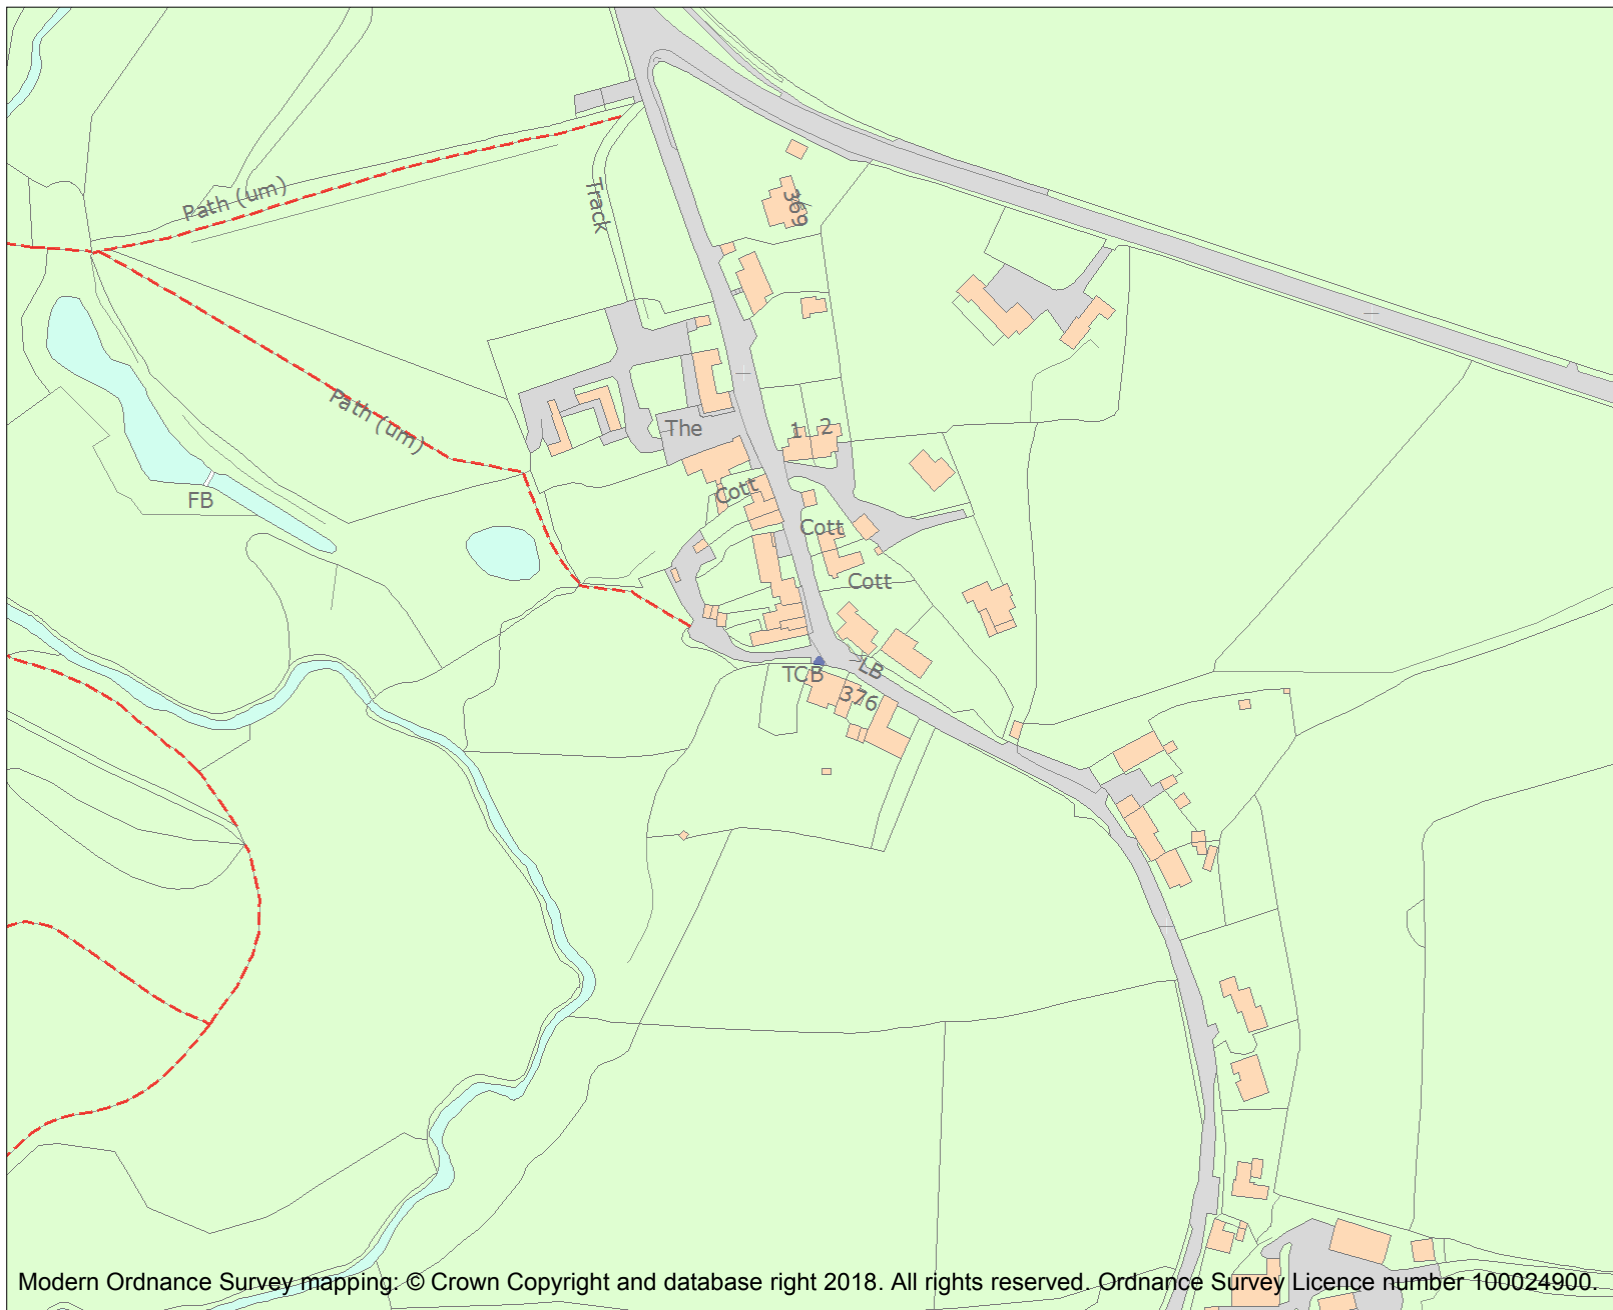 Path (um)
Track
369
Path (um)
The
1
2
FB
Cott
Cott
Cott
TCB
LB
376
Modern Ordnance Survey mapping: © Crown Copyright and database right 2018. All rights reserved. Ordnance Survey Licence number 100024900.